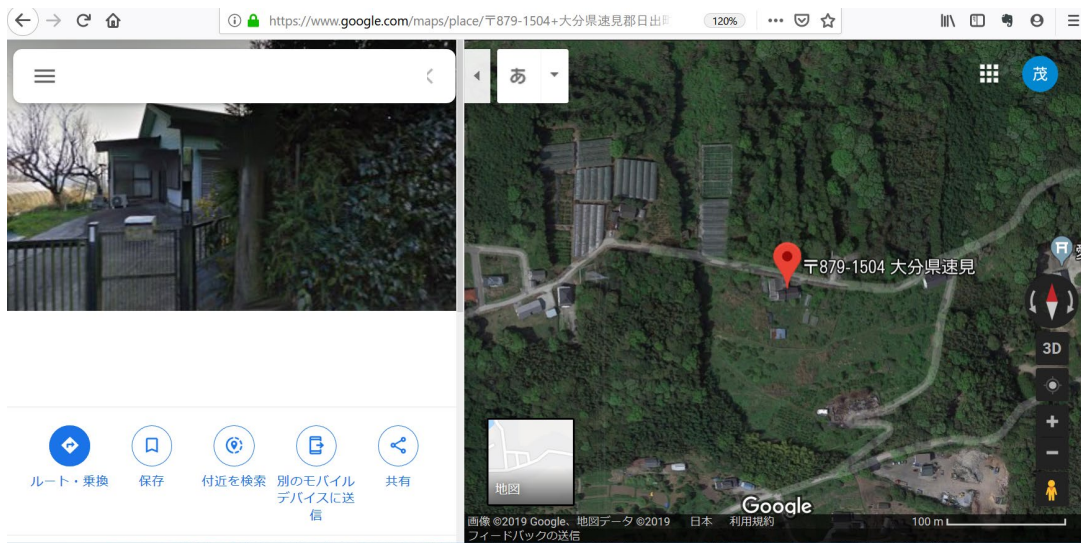 https://www.google.com/maps/place/〒879-1504+大分県速見郡日出
120%
あ
茂
〒879-1504 大分県速見
3D
ルート・乗換
保存
付近を検索
別のモバイル
デバイスに送
信
共有
地図
Google
画像 ©2019 Google、地図データ ©2019 日本 利用規約 100 m
フィードバックの送信